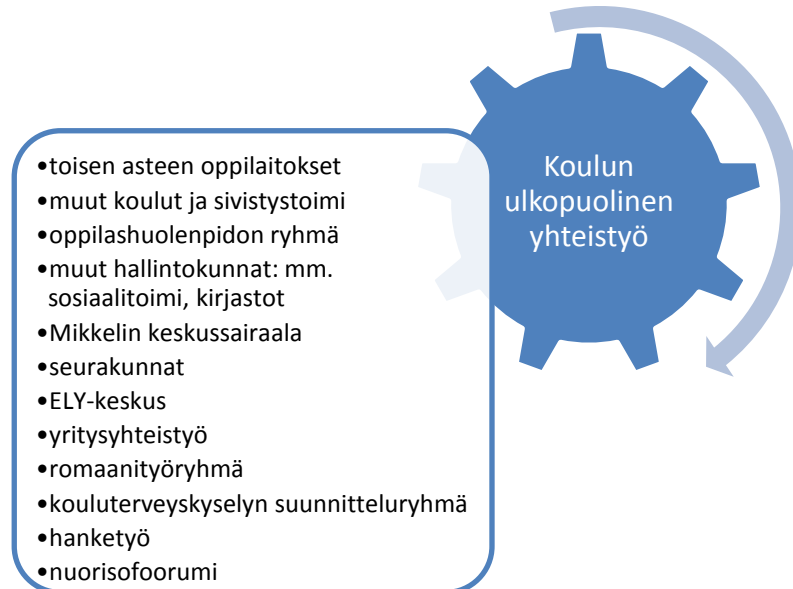 Koulun
ulkopuolinen
yhteistyö
•toisen asteen oppilaitokset
•muut koulut ja sivistystoimi
•oppilashuolenpidon ryhmä
•muut hallintokunnat: mm.
sosiaalitoimi, kirjastot
•Mikkelin keskussairaala
•seurakunnat
•ELY-keskus
•yritysyhteistyö
•romaanityöryhmä
•kouluterveyskyselyn suunnitteluryhmä
•hanketyö
•nuorisofoorumi